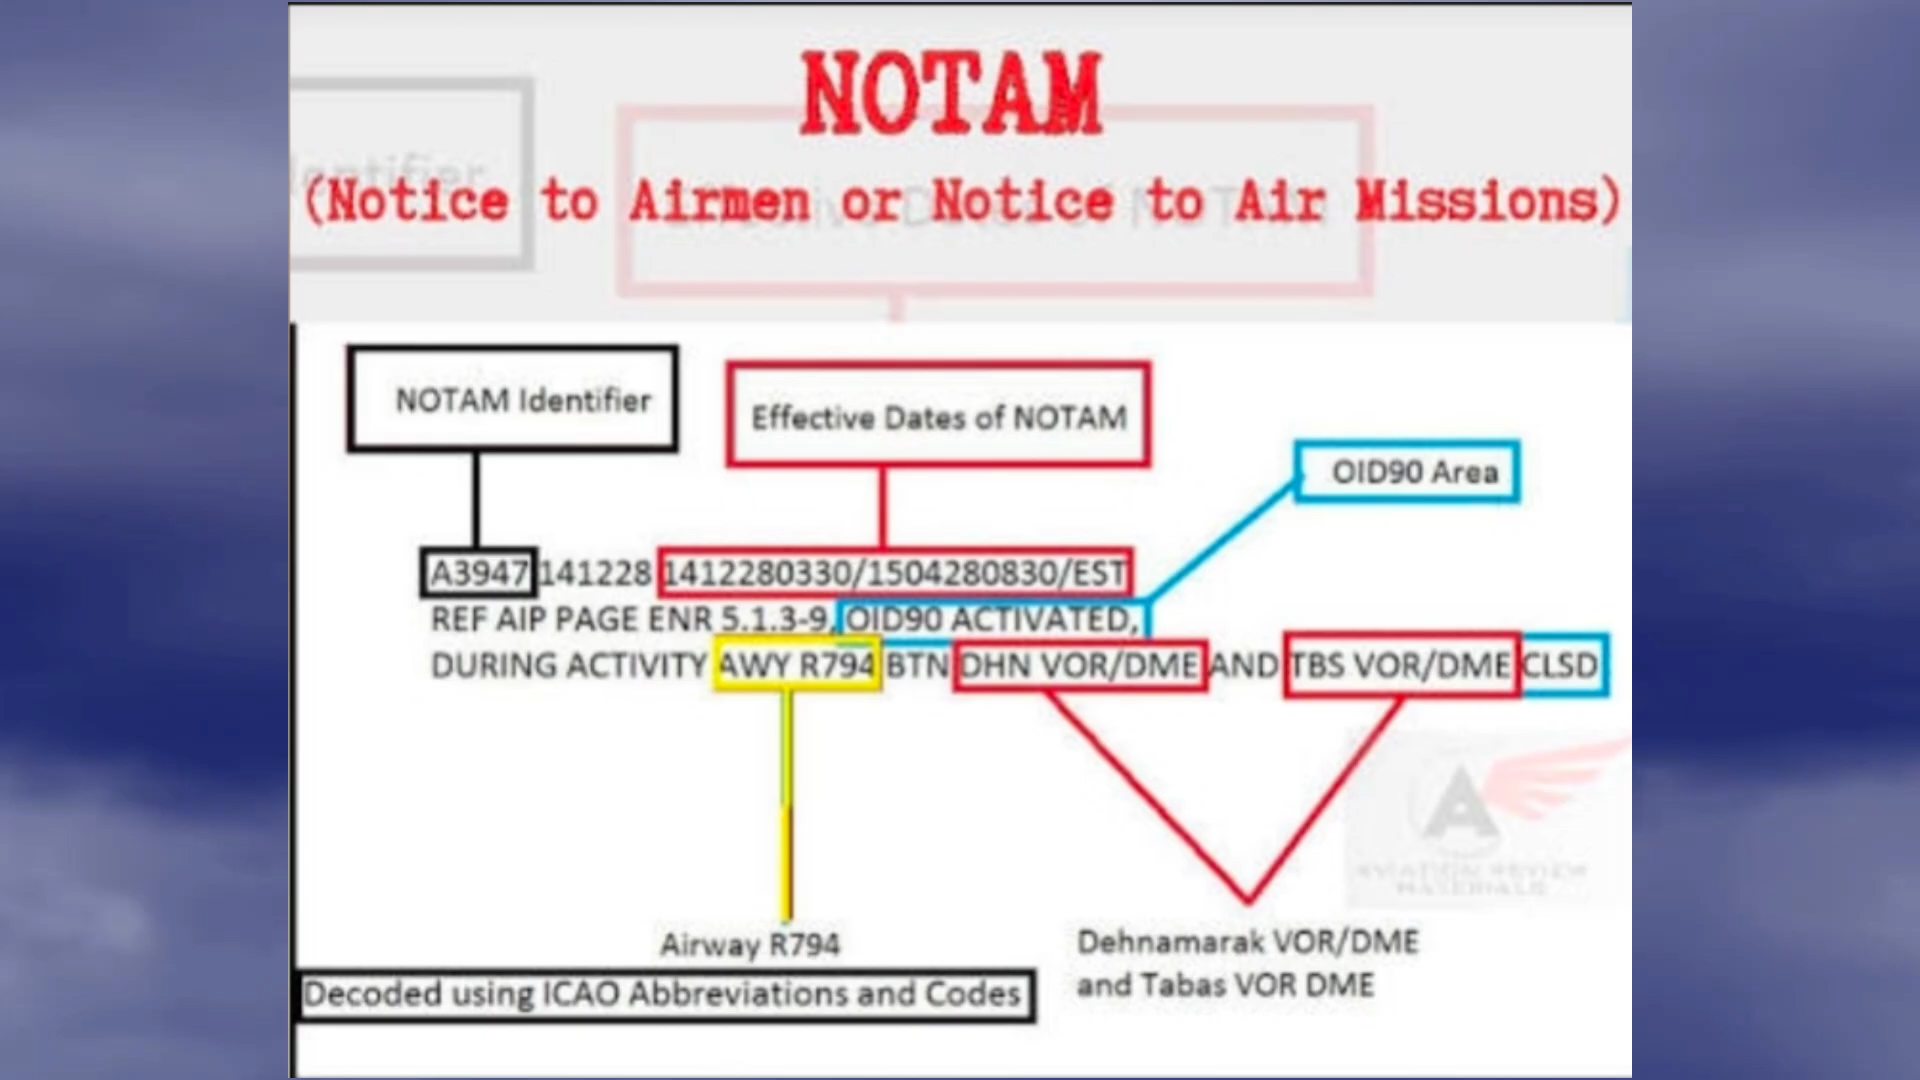 NOTAM
(Notice to Airmen or Notice to Air Missions)
NOTAM Identifier
Effective Dates of NOTAM
OID90 Area
A3947 141228 1412280330/1504280830/EST
REF AIP PAGE ENR 5.1.3-9, OID90 ACTIVATED,
DURING ACTIVITY AWY R794 BTN DHN VOR/DME AND TBS VOR/DME CLSD
A
AVIATION REVIEW
MATERIALS
Airway R794
Dehnamarak VOR/DME
and Tabas VOR DME
Decoded using ICAO Abbreviations and Codes